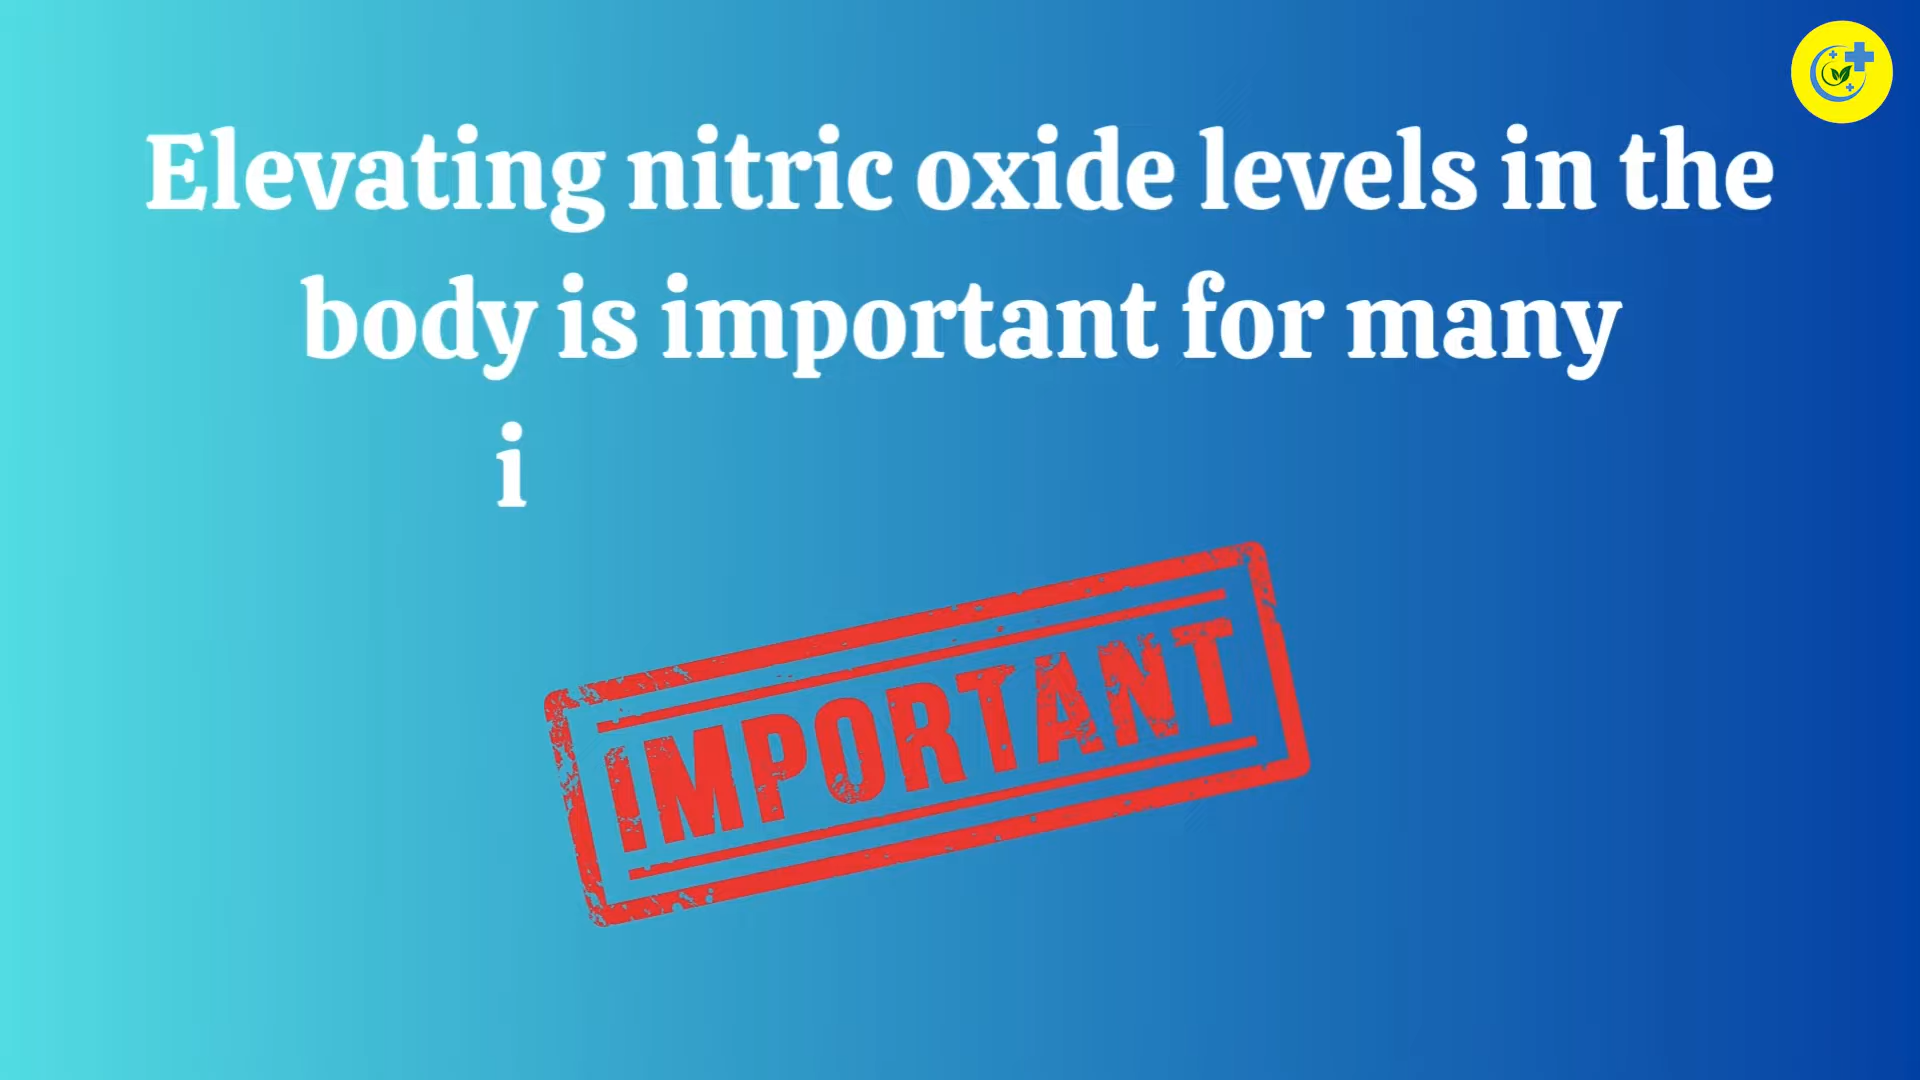 Elevating nitric oxide levels in the
body is important for many
i
IMPORTANT